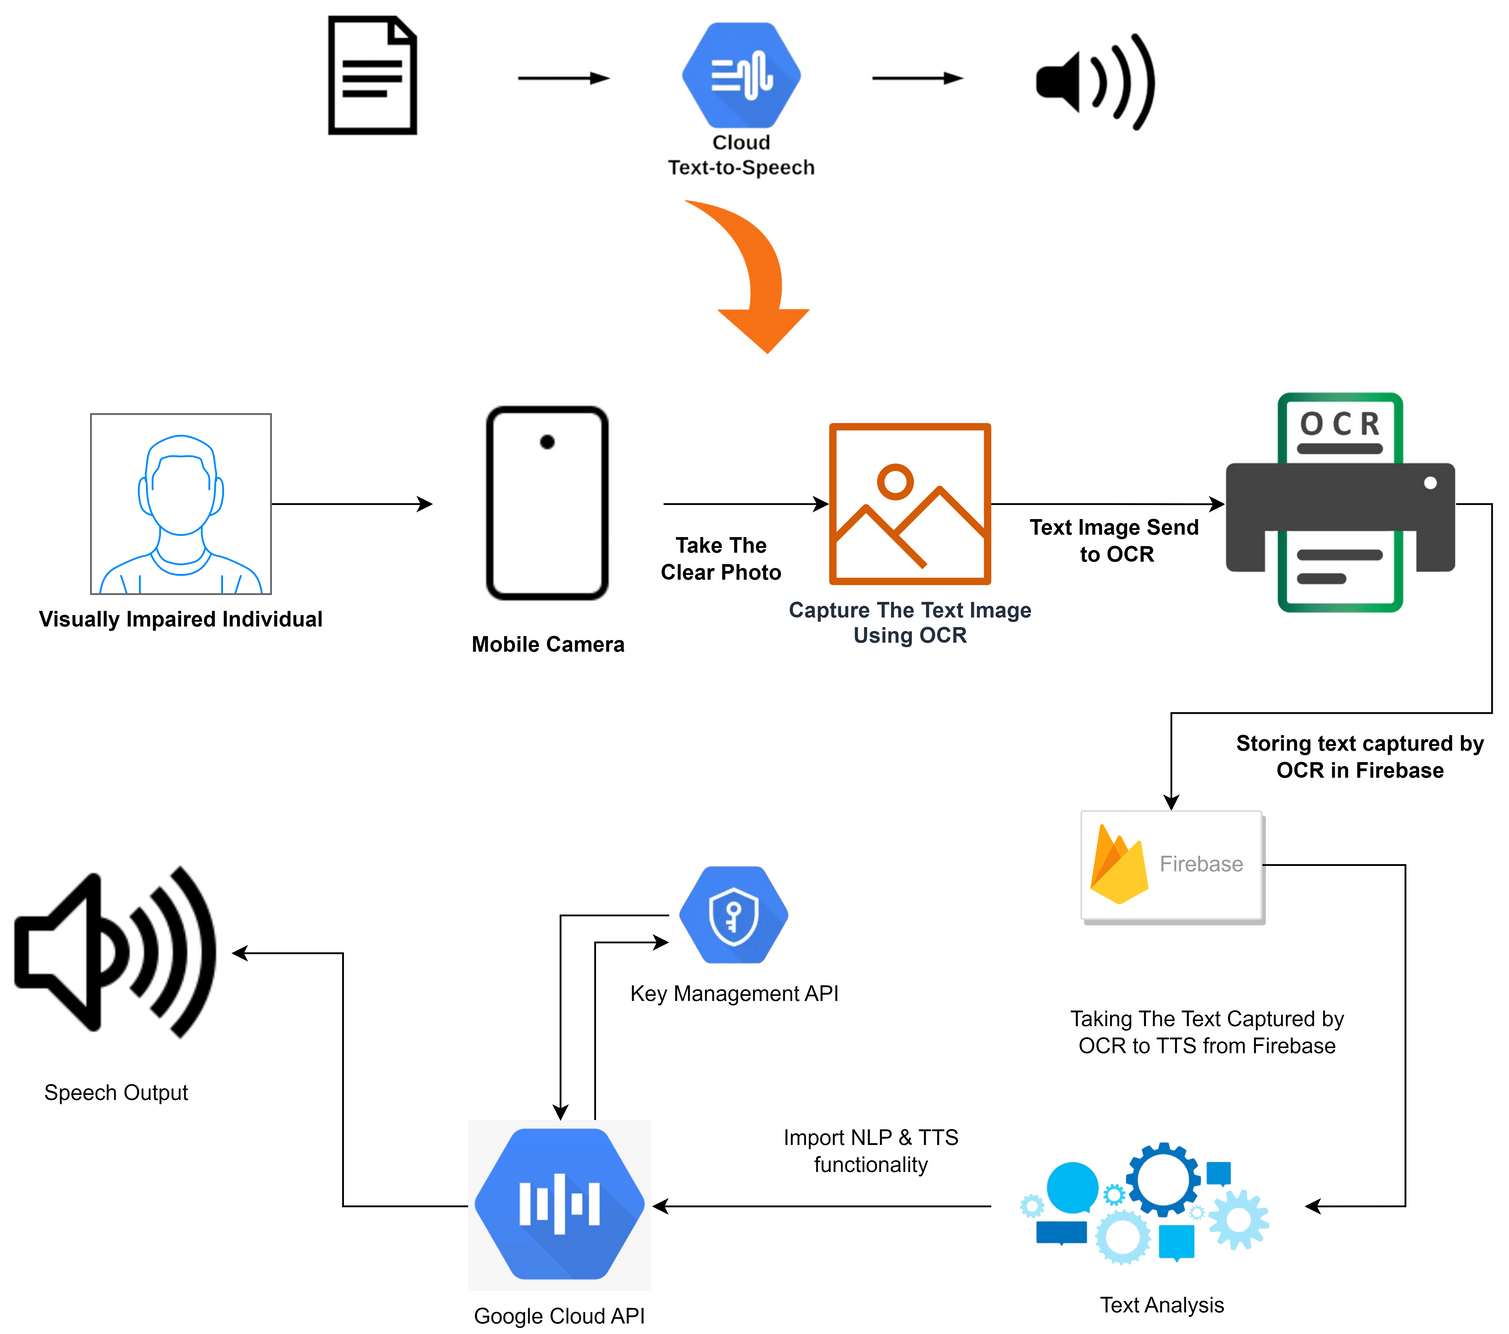 Cloud
Text-to-Speech
OCR
Take The
Clear Photo
Text Image Send
to OCR
Visually Impaired Individual
Mobile Camera
Capture The Text Image
Using OCR
Storing text captured by
OCR in Firebase
Firebase
Key Management API
Taking The Text Captured by
OCR to TTS from Firebase
Speech Output
Import NLP & TTS
functionality
Text Analysis
Google Cloud API